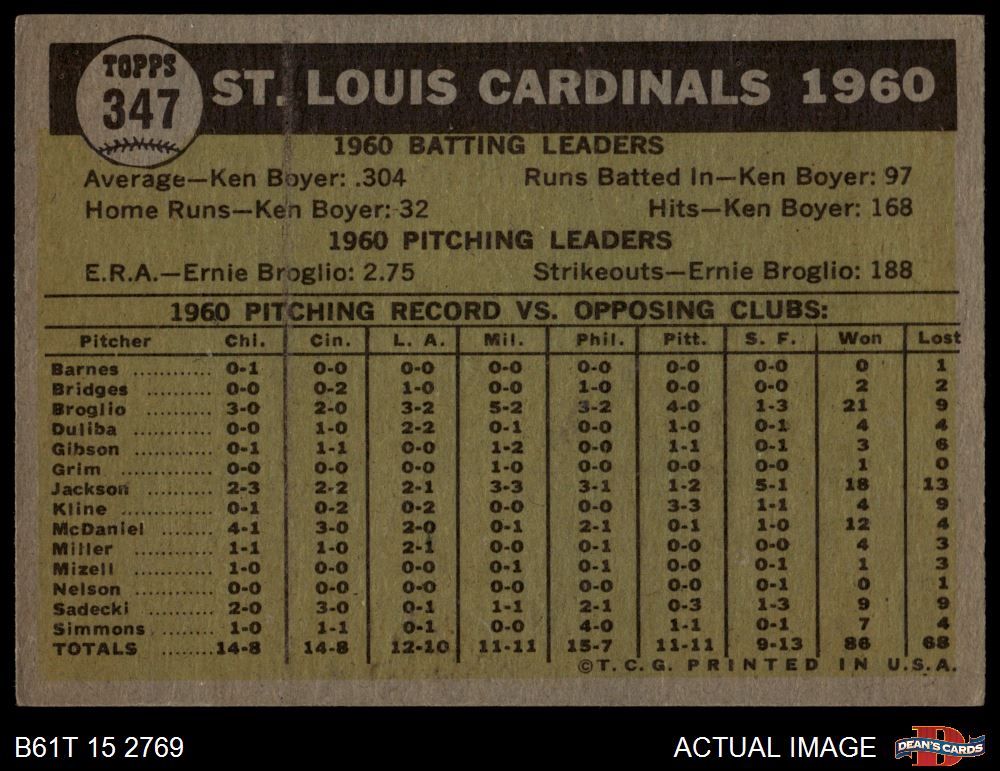 TOPPS
347
ST. LOUIS CARDINALS 1960
1960 BATTING LEADERS
Average—Ken Boyer: .304 Runs Batted In—Ken Boyer: 97
Home Runs—Ken Boyer: 32 Hits—Ken Boyer: 168
1960 PITCHING LEADERS
E.R.A.—Ernie Broglio: 2.75 Strikeouts—Ernie Broglio: 188
1960 PITCHING RECORD VS. OPPOSING CLUBS:
Pitcher Chi. Cin. L. A. Mil. Phil. Pitt. S. F. Won Lost
Barnes ........... 0-1 0-0 0-0 0-0 0-0 0-0 0-0 0 1
Bridges ......... 0-0 0-2 1-0 0-0 1-0 0-0 0-0 2 2
Broglio ......... 3-0 2-0 3-2 5-2 3-2 4-0 1-3 21 9
Duliba ........... 0-0 1-0 2-2 0-1 0-0 1-0 0-1 4 4
Gibson ........... 0-1 1-1 0-0 1-2 0-0 1-1 0-1 3 6
Grim ............. 0-0 0-0 0-0 1-0 0-0 0-0 0-0 1 0
Jackson ......... 2-3 2-2 2-1 3-3 3-1 1-2 5-1 18 13
Kline ............. 0-1 0-2 0-2 0-0 0-0 3-3 1-1 4 9
McDaniel ........ 4-1 3-0 2-0 0-1 2-1 0-1 1-0 12 4
Miller ............ 1-1 1-0 2-1 0-0 0-1 0-0 0-0 4 3
Mizell ........... 1-0 0-0 0-0 0-1 0-1 0-0 0-1 1 3
Nelson ........... 0-0 0-0 0-0 0-0 0-0 0-0 0-1 0 1
Sadecki ......... 2-0 3-0 0-1 1-1 2-1 0-3 1-3 9 9
Simmons ........ 1-0 1-1 0-1 0-0 4-0 1-1 0-1 7 4
TOTALS ........ 14-8 14-8 12-10 11-11 15-7 11-11 9-13 86 68
©T. C. G. PRINTED IN U.S.A.
B61T 15 2769 ACTUAL IMAGE DEAN'S CARDS